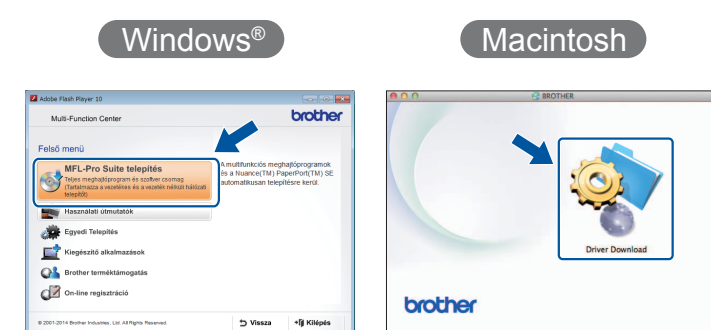 Windows®
Macintosh
Adobe Flash Player 10
Multi-Function Center
brother
Felső menü
MFL-Pro Suite telepítés
Teljes meghajtóprogram és szoftver csomag
(Tartalmazza a vezetékes és a vezeték nélküli hálózati
telepítőt)
A multifunkciós meghajtóprogramok
és a Nuance(TM) PaperPort(TM) SE
automatikusan telepítésre kerül.
Használati útmutatók
Egyedi Telepítés
Kiegészítő alkalmazások
Brother terméktámogatás
On-line regisztráció
© 2001-2014 Brother Industries, Ltd. All Rights Reserved.
Vissza
Kilépés
BROTHER
Driver Download
brother